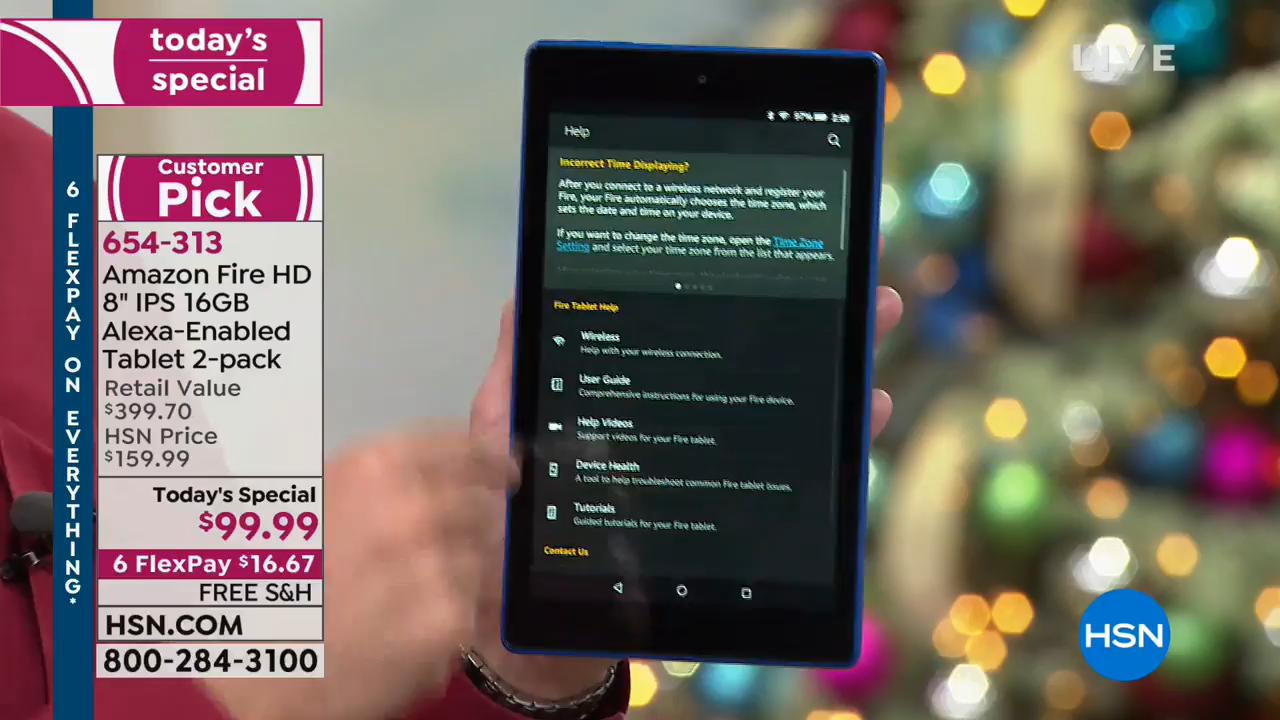 today's
special
LIVE
6 FLEXPAY ON EVERYTHING.*
Customer
Pick
654-313
Amazon Fire HD
8" IPS 16GB
Alexa-Enabled
Tablet 2-pack
Retail Value
$399.70
HSN Price
$159.99
Today's Special
$99.99
6 FlexPay $16.67
FREE S&H
HSN.COM
800-284-3100
Help
Incorrect Time Displaying?
After you connect to a wireless network and register your
Fire, your Fire automatically chooses the time zone, which
sets the date and time on your device.
If you want to change the time zone, open the Time Zone
Setting and select your time zone from the list that appears.
Fire Tablet Help
Wireless
Help with your wireless connection.
User Guide
Comprehensive instructions for using your Fire device.
Help Videos
Support videos for your Fire tablet.
Device Health
A tool to help troubleshoot common Fire tablet issues.
Tutorials
Guided tutorials for your Fire tablet.
Contact Us
HSN